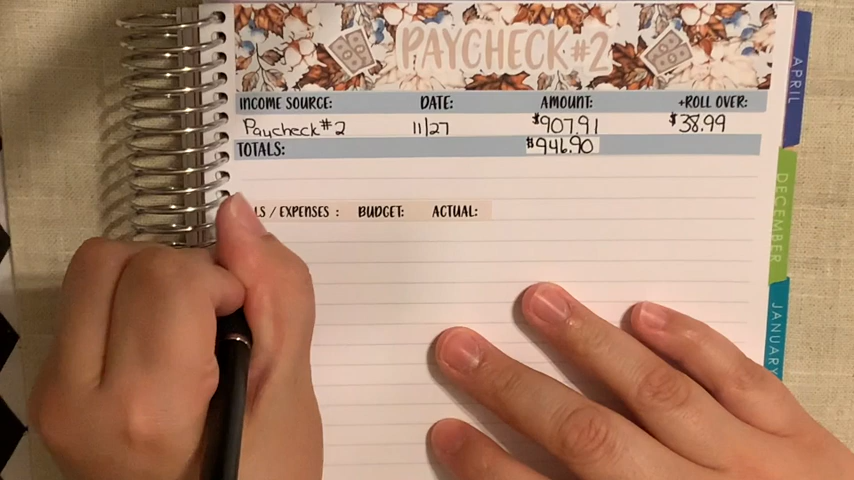 PAYCHECK #2
INCOME SOURCE: DATE: AMOUNT: +ROLL OVER:
Paycheck #2 11/27 $907.91 $38.99
TOTALS: $946.90
LS / EXPENSES : BUDGET: ACTUAL:
APRIL
DECEMBER
JANUARY